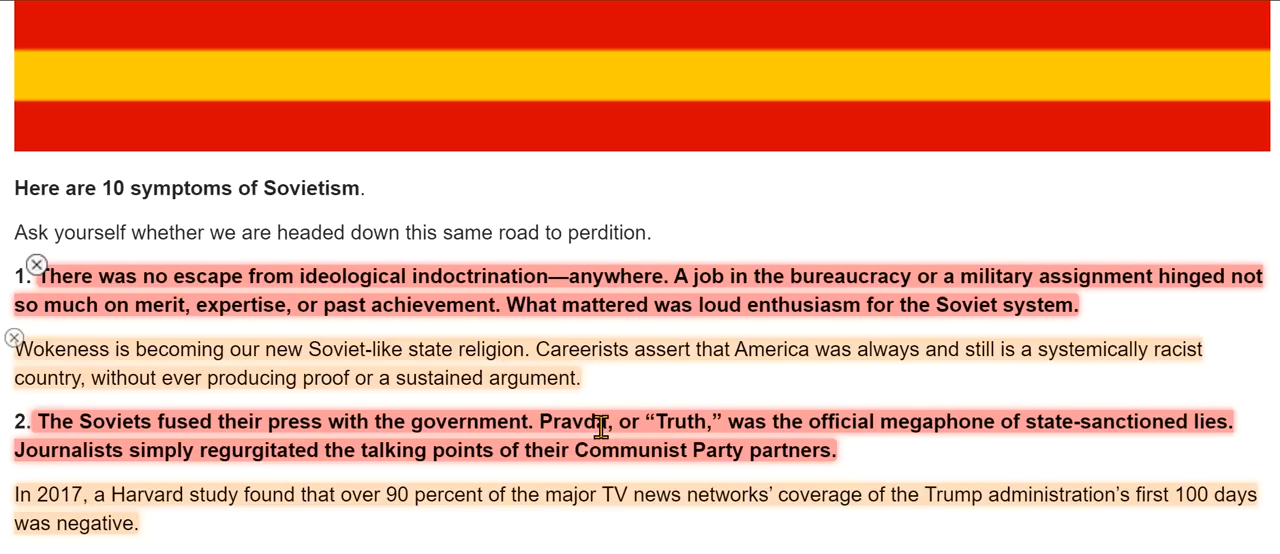 Here are 10 symptoms of Sovietism.
Ask yourself whether we are headed down this same road to perdition.
1. There was no escape from ideological indoctrination—anywhere. A job in the bureaucracy or a military assignment hinged not
so much on merit, expertise, or past achievement. What mattered was loud enthusiasm for the Soviet system.
Wokeness is becoming our new Soviet-like state religion. Careerists assert that America was always and still is a systemically racist
country, without ever producing proof or a sustained argument.
2. The Soviets fused their press with the government. Pravda, or “Truth,” was the official megaphone of state-sanctioned lies.
Journalists simply regurgitated the talking points of their Communist Party partners.
In 2017, a Harvard study found that over 90 percent of the major TV news networks’ coverage of the Trump administration’s first 100 days
was negative.